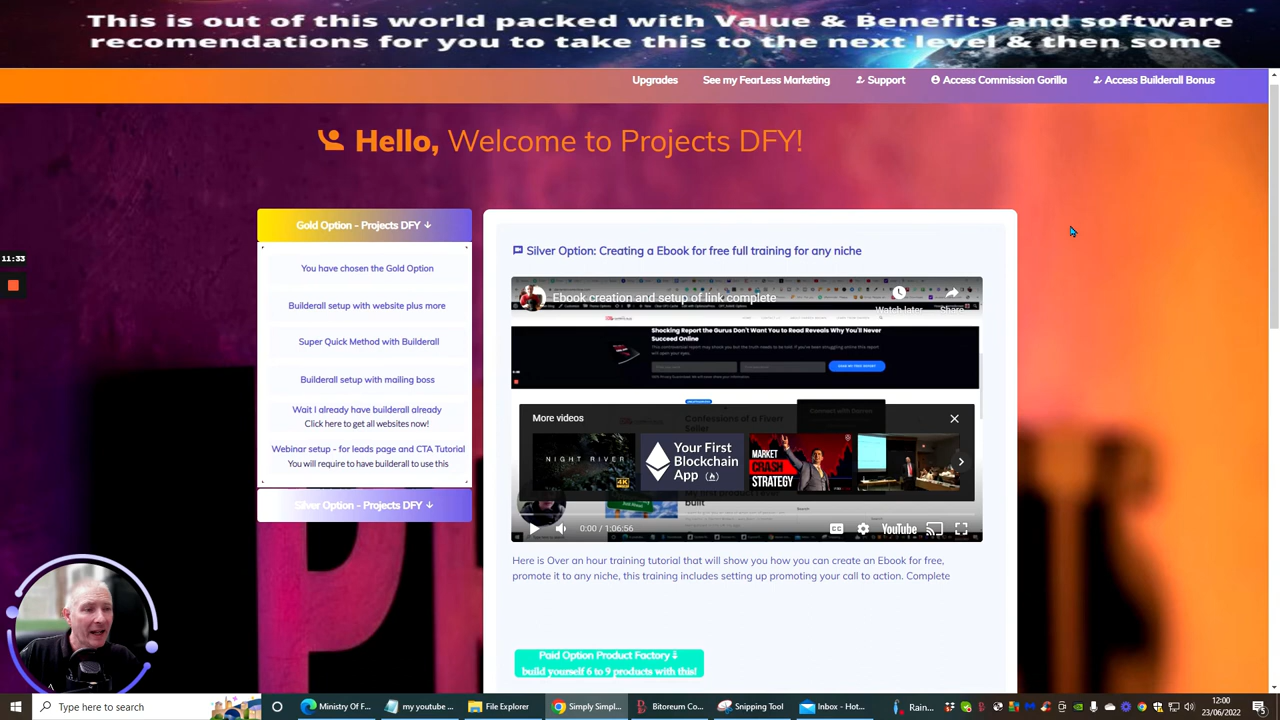 This is out of this world packed with Value & Benefits and software
recomendations for you to take this to the next level & then some
Upgrades
See my FearLess Marketing
Support
Access Commission Gorilla
Access Builderall Bonus
Hello, Welcome to Projects DFY!
11:33
Gold Option - Projects DFY ↓
You have chosen the Gold Option
Builderall setup with website plus more
Super Quick Method with Builderall
Builderall setup with mailing boss
Wait I already have builderall already
Click here to get all websites now!
Webinar setup - for leads page and CTA Tutorial
You will require to have builderall to use this
Silver Option - Projects DFY ↓
Silver Option: Creating a Ebook for free full training for any niche
Ebook creation and setup of link complete
Watch later
Share
Shocking Report the Gurus Don't Want You to Read Reveals Why You'll Never
Succeed Online
More videos
NIGHT RIVER
4K
Your First
Blockchain
App
MARKET
CRASH
STRATEGY
0:00 / 1:06:56
CC
YouTube
Here is Over an hour training tutorial that will show you how you can create an Ebook for free,
promote it to any niche, this training includes setting up promoting your call to action. Complete
Paid Option Product Factory ↓
build yourself 6 to 9 products with this!
Type here to search
Ministry Of F...
my youtube ...
File Explorer
Simply Simpl...
Bitoreum Co...
Snipping Tool
Inbox - Hot...
Rain...
12:00
23/06/2022